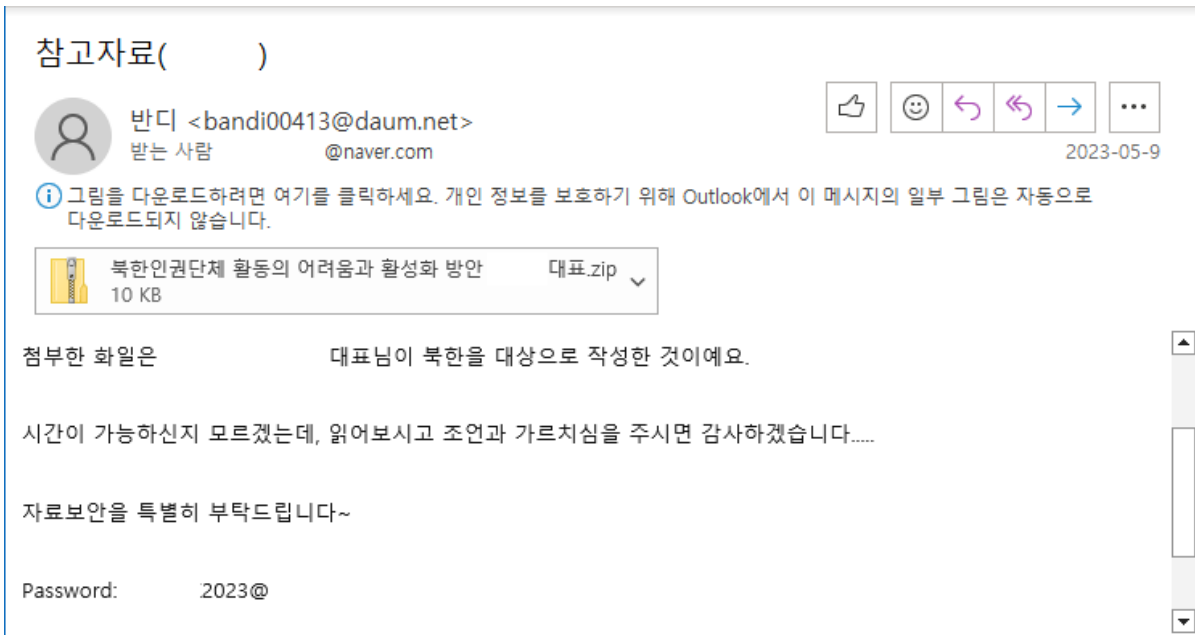 참고자료( )
반디 <bandi00413@daum.net>
받는 사람 @naver.com
2023-05-9
그림을 다운로드하려면 여기를 클릭하세요. 개인 정보를 보호하기 위해 Outlook에서 이 메시지의 일부 그림은 자동으로
다운로드되지 않습니다.
북한인권단체 활동의 어려움과 활성화 방안 대표.zip
10 KB
첨부한 화일은 대표님이 북한을 대상으로 작성한 것이예요.
시간이 가능하신지 모르겠는데, 읽어보시고 조언과 가르치심을 주시면 감사하겠습니다.....
자료보안을 특별히 부탁드립니다~
Password: 2023@